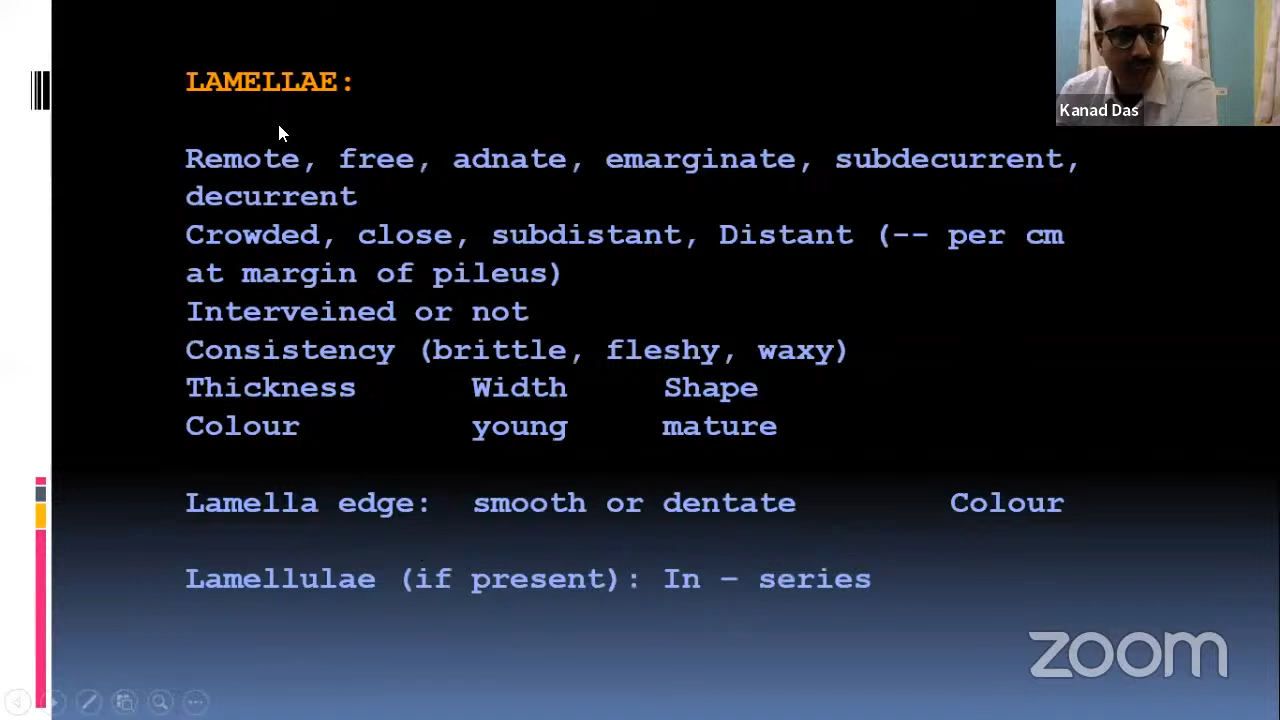 LAMELLAE:
Kanad Das
Remote, free, adnate, emarginate, subdecurrent,
decurrent
Crowded, close, subdistant, Distant (-- per cm
at margin of pileus)
Interveined or not
Consistency (brittle, fleshy, waxy)
Thickness Width Shape
Colour young mature
Lamella edge: smooth or dentate Colour
Lamellulae (if present): In – series
zoom